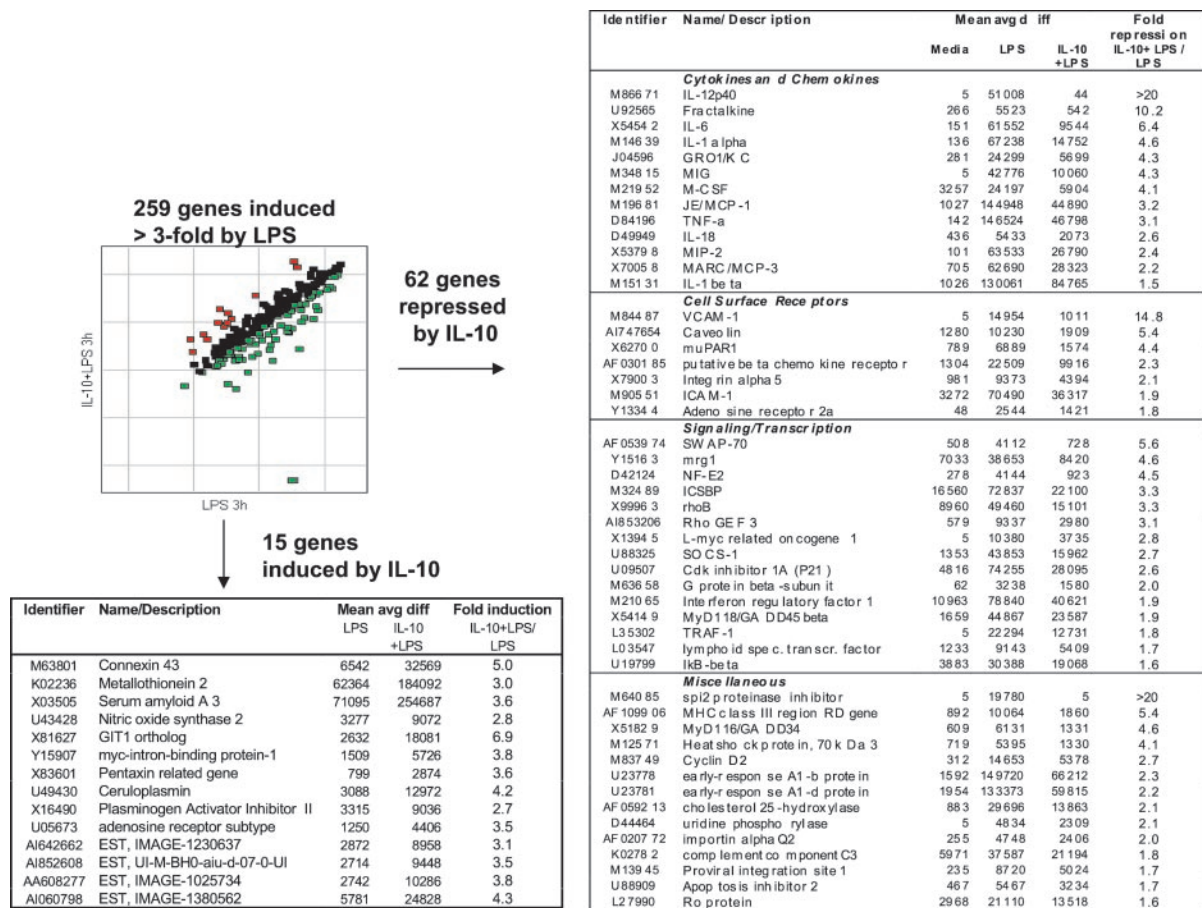 259 genes induced
> 3-fold by LPS
IL-10+LPS 3h
LPS 3h
62 genes
repressed
by IL-10
15 genes
induced by IL-10
Identifier Name/Description Mean avg diff Fold induction
LPS IL-10 IL-10+LPS/
+LPS LPS
M63801 Connexin 43 6542 32569 5.0
K02236 Metallothionein 2 62364 184092 3.0
X03505 Serum amyloid A 3 71095 254687 3.6
U43428 Nitric oxide synthase 2 3277 9072 2.8
X81627 GIT1 ortholog 2632 18081 6.9
Y15907 myc-intron-binding protein-1 1509 5726 3.8
X83601 Pentaxin related gene 799 2874 3.6
U49430 Ceruloplasmin 3088 12972 4.2
X16490 Plasminogen Activator Inhibitor II 3315 9036 2.7
U05673 adenosine receptor subtype 1250 4406 3.5
AI642662 EST, IMAGE-1230637 2872 8958 3.1
AI852608 EST, UI-M-BH0-aiu-d-07-0-UI 2714 9448 3.5
AA608277 EST, IMAGE-1025734 2742 10286 3.8
AI060798 EST, IMAGE-1380562 5781 24828 4.3
Identifier Name/Description Mean avg diff Fold
repression
Media LPS IL-10 IL-10+LPS/
+LPS LPS
Cytokines and Chemokines
M86671 IL-12p40 5 51008 44 >20
U92565 Fractalkine 266 5523 542 10.2
X54542 IL-6 151 61552 9544 6.4
M14639 IL-1 alpha 136 67238 14752 4.6
J04596 GRO1/KC 281 24299 5699 4.3
M34815 MIG 5 42776 10060 4.3
M21952 M-CSF 3257 24197 5904 4.1
M19681 JE/MCP-1 1027 144948 44890 3.2
D84196 TNF-a 142 146524 46798 3.1
D49949 IL-18 436 5433 2073 2.6
X53798 MIP-2 101 63533 26790 2.4
X70058 MARC/MCP-3 705 62690 28323 2.2
M15131 IL-1 beta 1026 130061 84765 1.5
Cell Surface Receptors
M84487 VCAM-1 5 14954 1011 14.8
AI747654 Caveolin 1280 10230 1909 5.4
X62700 muPAR1 789 6889 1574 4.4
AF030185 putative beta chemokine receptor 1304 22509 9916 2.3
X79003 Integrin alpha 5 981 9373 4394 2.1
M90551 ICAM-1 3272 70490 36317 1.9
Y13344 Adenosine receptor 2a 48 2544 1421 1.8
Signaling/Transcription
AF053974 SWAP-70 508 4112 728 5.6
Y15163 mrg1 7033 38653 8420 4.6
D42124 NF-E2 278 4144 923 4.5
M32489 ICSBP 16560 72837 22100 3.3
X99963 rhoB 8960 49460 15101 3.3
AI853206 Rho GEF 3 579 9337 2980 3.1
X13945 L-myc related oncogene 1 5 10380 3735 2.8
U88325 SOCS-1 1353 43853 15962 2.7
U09507 Cdk inhibitor 1A (P21) 4816 74255 28095 2.6
M63658 G protein beta-subunit 62 3238 1580 2.0
M21065 Interferon regulatory factor 1 10963 78840 40621 1.9
X54149 MyD118/GADD45 beta 1659 44867 23587 1.9
L35302 TRAF-1 5 22294 12731 1.8
L03547 lymphoid spec. transcr. factor 1233 9143 5409 1.7
U19799 IkB-beta 3883 30388 19068 1.6
Miscellaneous
M64085 spi2 proteinase inhibitor 5 19780 5 >20
AF109906 MHC class III region RD gene 892 10064 1860 5.4
X51829 MyD116/GADD34 609 6131 1331 4.6
M12571 Heat shock protein, 70 kDa 3 719 5395 1330 4.1
M83749 Cyclin D2 312 14653 5378 2.7
U23778 early-response A1-b protein 1592 149720 66212 2.3
U23781 early-response A1-d protein 1954 133373 59815 2.2
AF059213 cholesterol 25-hydroxylase 883 29696 13863 2.1
D44464 uridine phosphorylase 5 4834 2309 2.1
AF020772 importin alpha Q2 255 4748 2406 2.0
K02782 complement component C3 5971 37587 21194 1.8
M13945 Proviral integration site 1 235 8720 5024 1.7
U88909 Apoptosis inhibitor 2 467 5467 3234 1.7
L27990 Ro protein 2968 21110 13518 1.6